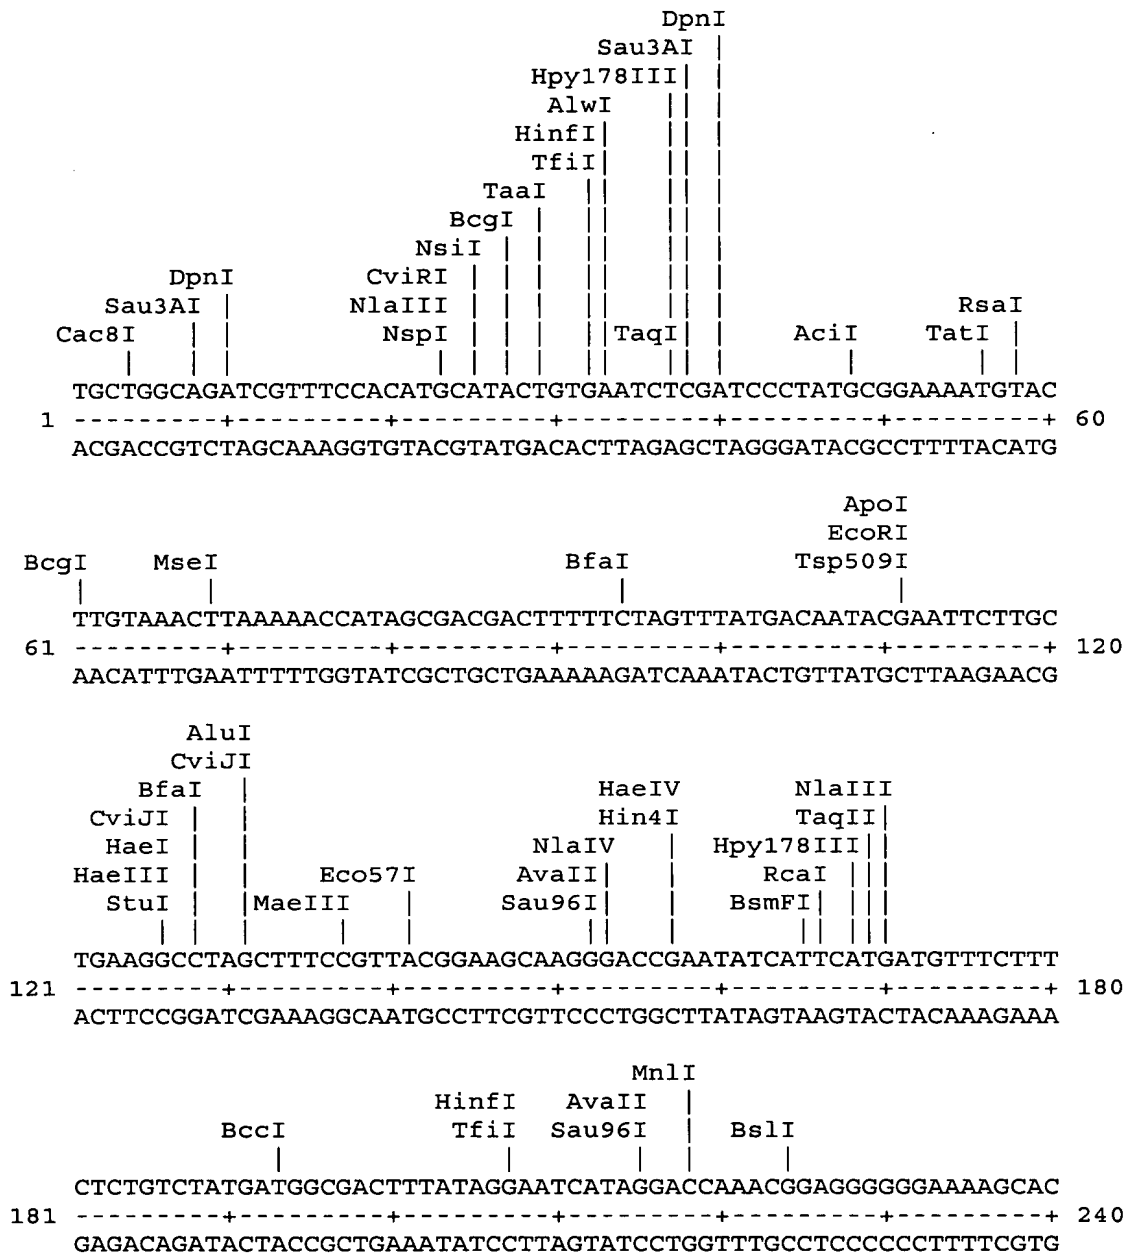 DpnI
Sau3AI
Hpy178III
AlwI
HinfI
TfiI
TaaI
BcgI
NsiI
DpnI CviRI
Sau3AI NlaIII RsaI
Cac8I NspI TaqI AciI TatI
TGCTGGCAGATCGTTTCCACATGCATACTGTGAATCTCGATCCCTATGCGGAAAATGTAC
1 ---------+---------+---------+---------+---------+---------+ 60
ACGACCGTCTAGCAAAGGTGTACGTATGACACTTAGAGCTAGGGATACGCCTTTTACATG
ApoI
EcoRI
BcgI MseI BfaI Tsp509I
TTGTAAACTTAAAAACCATAGCGACGACTTTTTCTAGTTTATGACAATACGAATTCTTGC
61 ---------+---------+---------+---------+---------+---------+ 120
AACATTTGAATTTTTGGTATCGCTGCTGAAAAAGATCAAATACTGTTATGCTTAAGAACG
AluI
CviJI
BfaI HaeIV NlaIII
CviJI Hin4I TaqII
HaeI NlaIV Hpy178III
HaeIII Eco57I AvaII RcaI
StuI MaeIII Sau96I BsmFI
TGAAGGCCTAGCTTTCCGTTACGGAAGCAAGGGACCGAATATCATTCATGATGTTTCTTT
121 ---------+---------+---------+---------+---------+---------+ 180
ACTTCCGGATCGAAAGGCAATGCCTTCGTTCCCTGGCTTATAGTAAGTACTACAAAGAAA
MnlI
HinfI AvaII
BccI TfiI Sau96I BslI
CTCTGTCTATGATGGCGACTTTATAGGAATCATAGGACCAAACGGAGGGGGGAAAAGCAC
181 ---------+---------+---------+---------+---------+---------+ 240
GAGACAGATACTACCGCTGAAATATCCTTAGTATCCTGGTTTGCCTCCCCCCTTTTCGTG